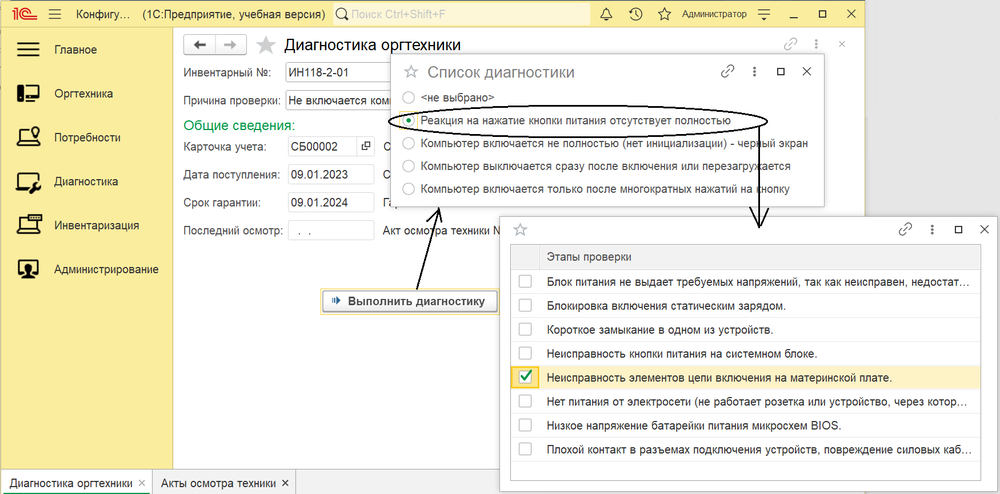 1С Конфигу... (1С:Предприятие, учебная версия) Поиск Ctrl+Shift+F Администратор
Главное
Оргтехника
Потребности
Диагностика
Инвентаризация
Администрирование
Диагностика оргтехники
Инвентарный №: ИН118-2-01
Причина проверки: Не включается ком
Общие сведения:
Карточка учета: СБ00002 С
Дата поступления: 09.01.2023 С
Срок гарантии: 09.01.2024
Последний осмотр: . . Акт осмотра техники №
Выполнить диагностику
Список диагностики
<не выбрано>
Реакция на нажатие кнопки питания отсутствует полностью
Компьютер включается не полностью (нет инициализации) - черный экран
Компьютер выключается сразу после включения или перезагружается
Компьютер включается только после многократных нажатий на кнопку
Этапы проверки
Блок питания не выдает требуемых напряжений, так как неисправен, недостат...
Блокировка включения статическим зарядом.
Короткое замыкание в одном из устройств.
Неисправность кнопки питания на системном блоке.
Неисправность элементов цепи включения на материнской плате.
Нет питания от электросети (не работает розетка или устройство, через котор...
Низкое напряжение батарейки питания микросхем BIOS.
Плохой контакт в разъемах подключения устройств, повреждение силовых каб...
Диагностика оргтехники Акты осмотра техники